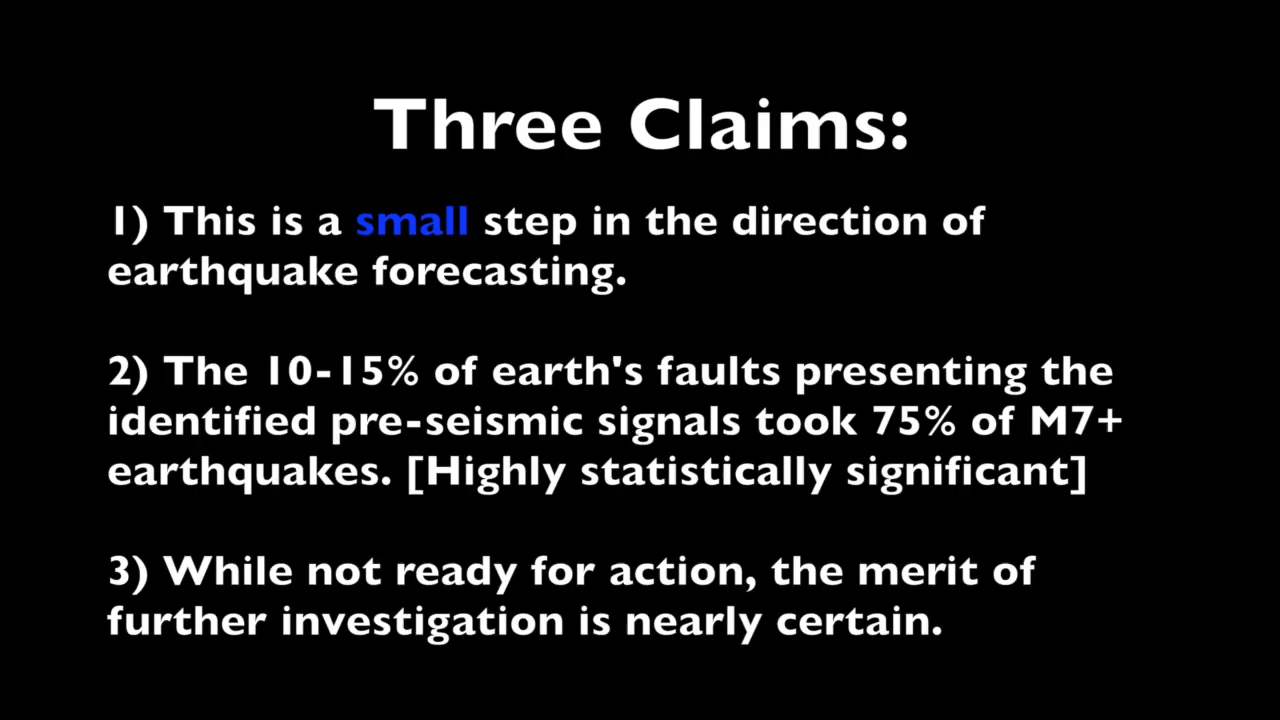 Three Claims:
1) This is a small step in the direction of
earthquake forecasting.
2) The 10-15% of earth's faults presenting the
identified pre-seismic signals took 75% of M7+
earthquakes. [Highly statistically significant]
3) While not ready for action, the merit of
further investigation is nearly certain.